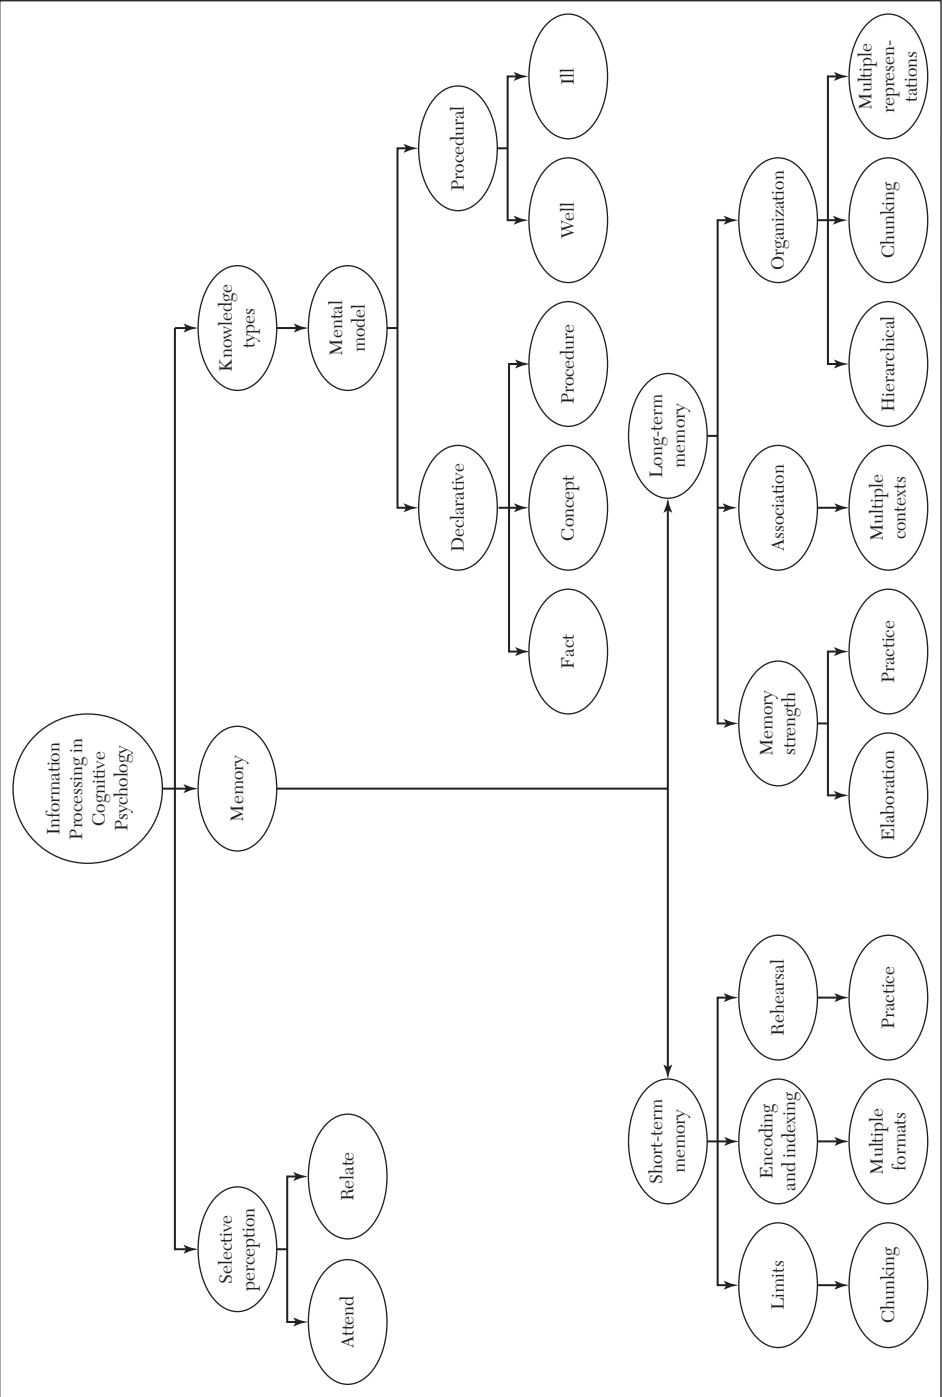 Information
Processing in
Cognitive
Psychology
Selective
perception
Memory
Knowledge
types
Attend
Relate
Mental
model
Declarative
Procedural
Fact
Concept
Procedure
Well
Ill
Short-term
memory
Long-term
memory
Limits
Encoding
and indexing
Rehearsal
Memory
strength
Association
Organization
Chunking
Multiple
formats
Practice
Elaboration
Practice
Multiple
contexts
Hierarchical
Chunking
Multiple
represen-
tations